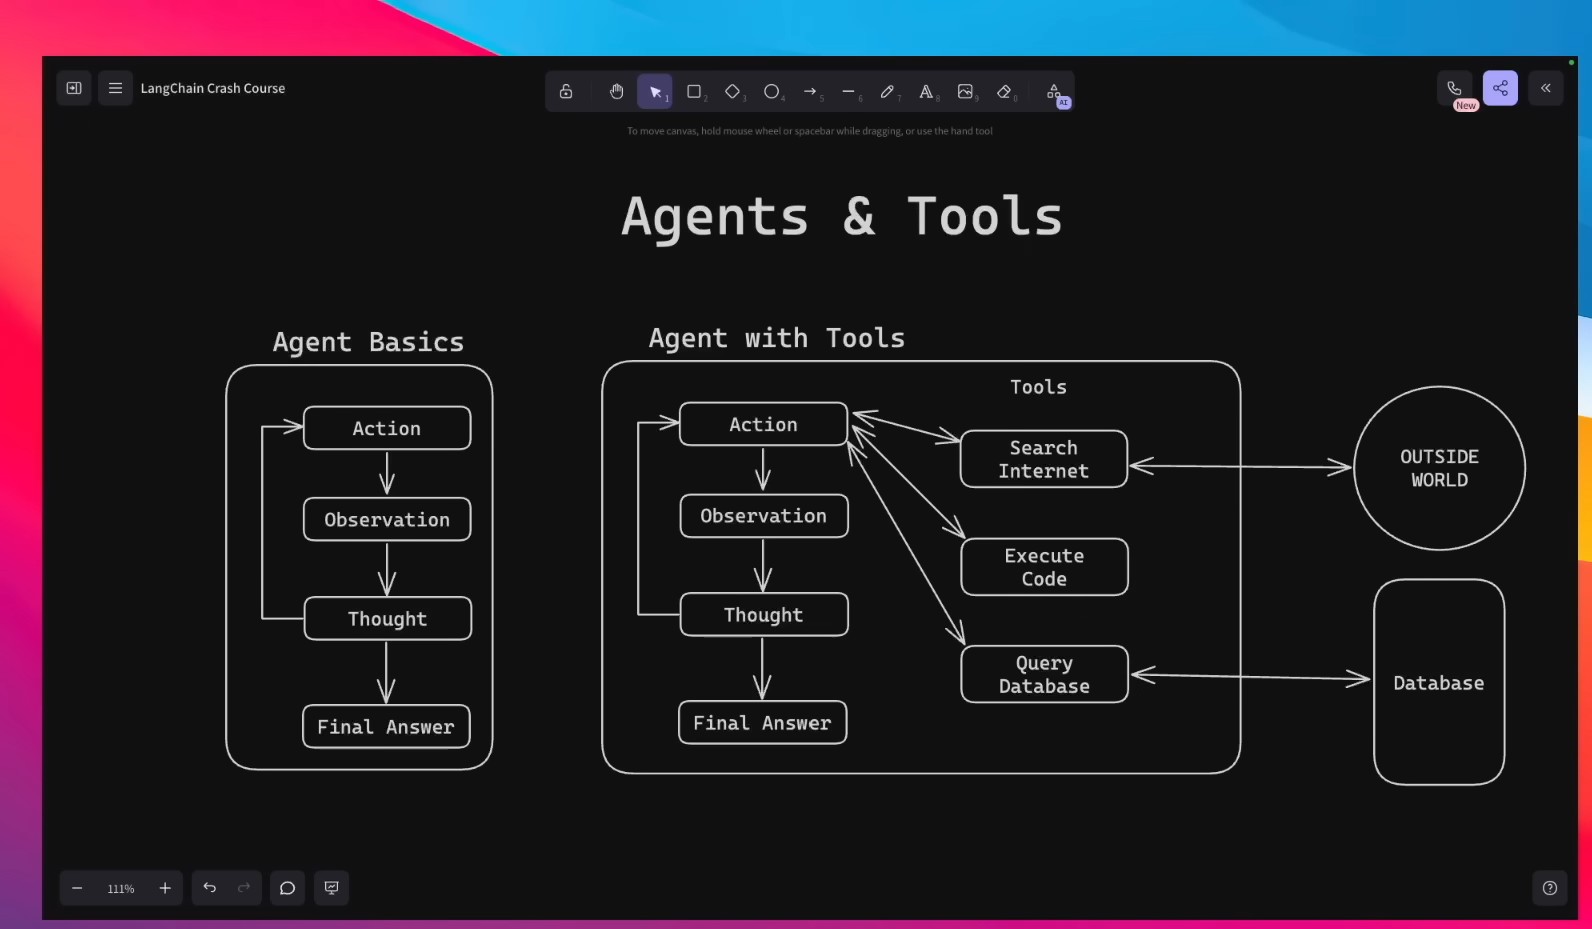 LangChain Crash Course
1
2
3
4
5
6
7
8
9
0
AI
New
To move canvas, hold mouse wheel or spacebar while dragging, or use the hand tool
Agents & Tools
Agent Basics
Action
Observation
Thought
Final Answer
Agent with Tools
Action
Observation
Thought
Final Answer
Tools
Search
Internet
Execute
Code
Query
Database
OUTSIDE
WORLD
Database
111%